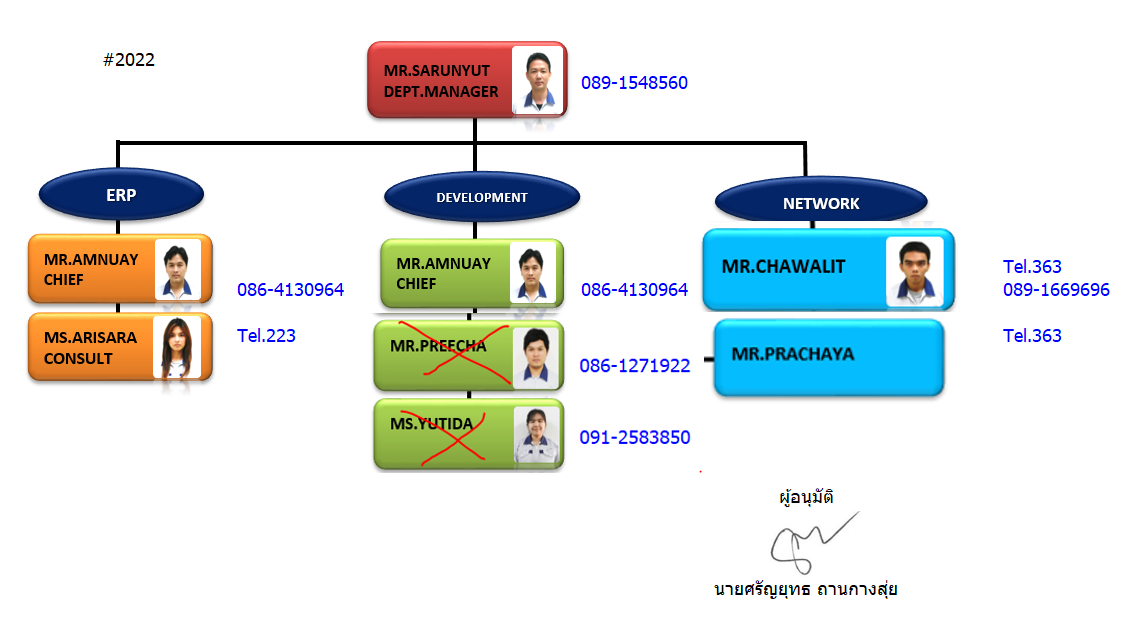 #2022
MR.SARUNYUT
DEPT.MANAGER
089-1548560
ERP
DEVELOPMENT
NETWORK
MR.AMNUAY
CHIEF
086-4130964
MR.AMNUAY
CHIEF
086-4130964
MR.CHAWALIT
Tel.363
089-1669696
MS.ARISARA
CONSULT
Tel.223
MR.PREECHA
086-1271922
MR.PRACHAYA
Tel.363
MS.YUTIDA
091-2583850
ผู้อนุมัติ
นายศรัญยุทธ ถานกางสุ่ย